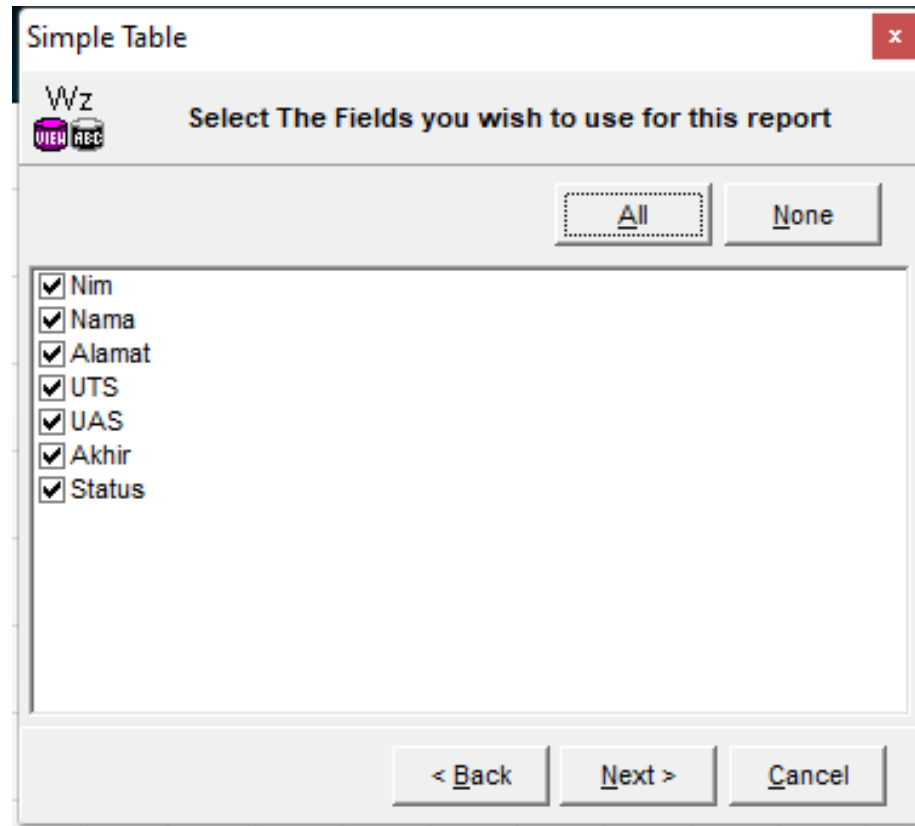 Simple Table
x
Wz
VIEW ABC
Select The Fields you wish to use for this report
All None
Nim
Nama
Alamat
UTS
UAS
Akhir
Status
< Back Next > Cancel